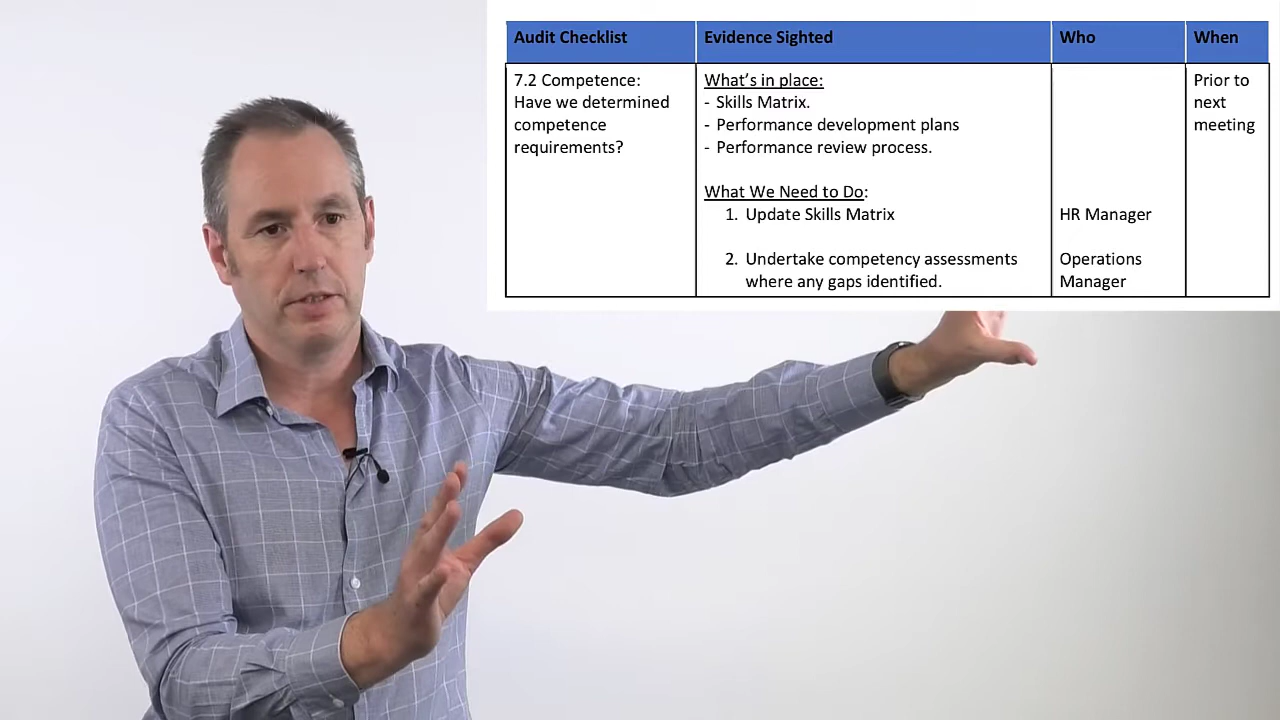 Audit Checklist Evidence Sighted Who When
7.2 Competence:
Have we determined
competence
requirements?
What's in place:
- Skills Matrix.
- Performance development plans
- Performance review process.
What We Need to Do:
1. Update Skills Matrix
2. Undertake competency assessments
where any gaps identified.
HR Manager
Operations
Manager
Prior to
next
meeting